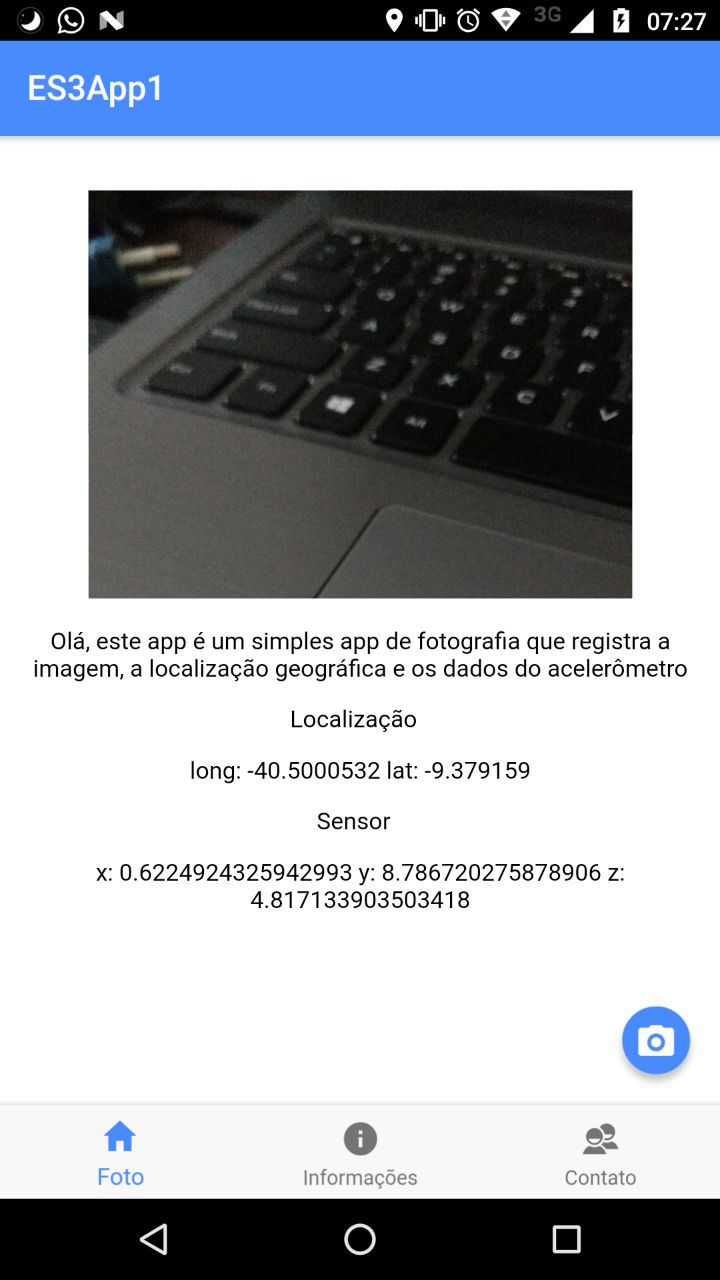 3G 07:27
ES3App1
Q W E R
A S D F
Z X C V
Alt
Olá, este app é um simples app de fotografia que registra a
imagem, a localização geográfica e os dados do acelerômetro
Localização
long: -40.5000532 lat: -9.379159
Sensor
x: 0.6224924325942993 y: 8.786720275878906 z:
4.817133903503418
Foto Informações Contato